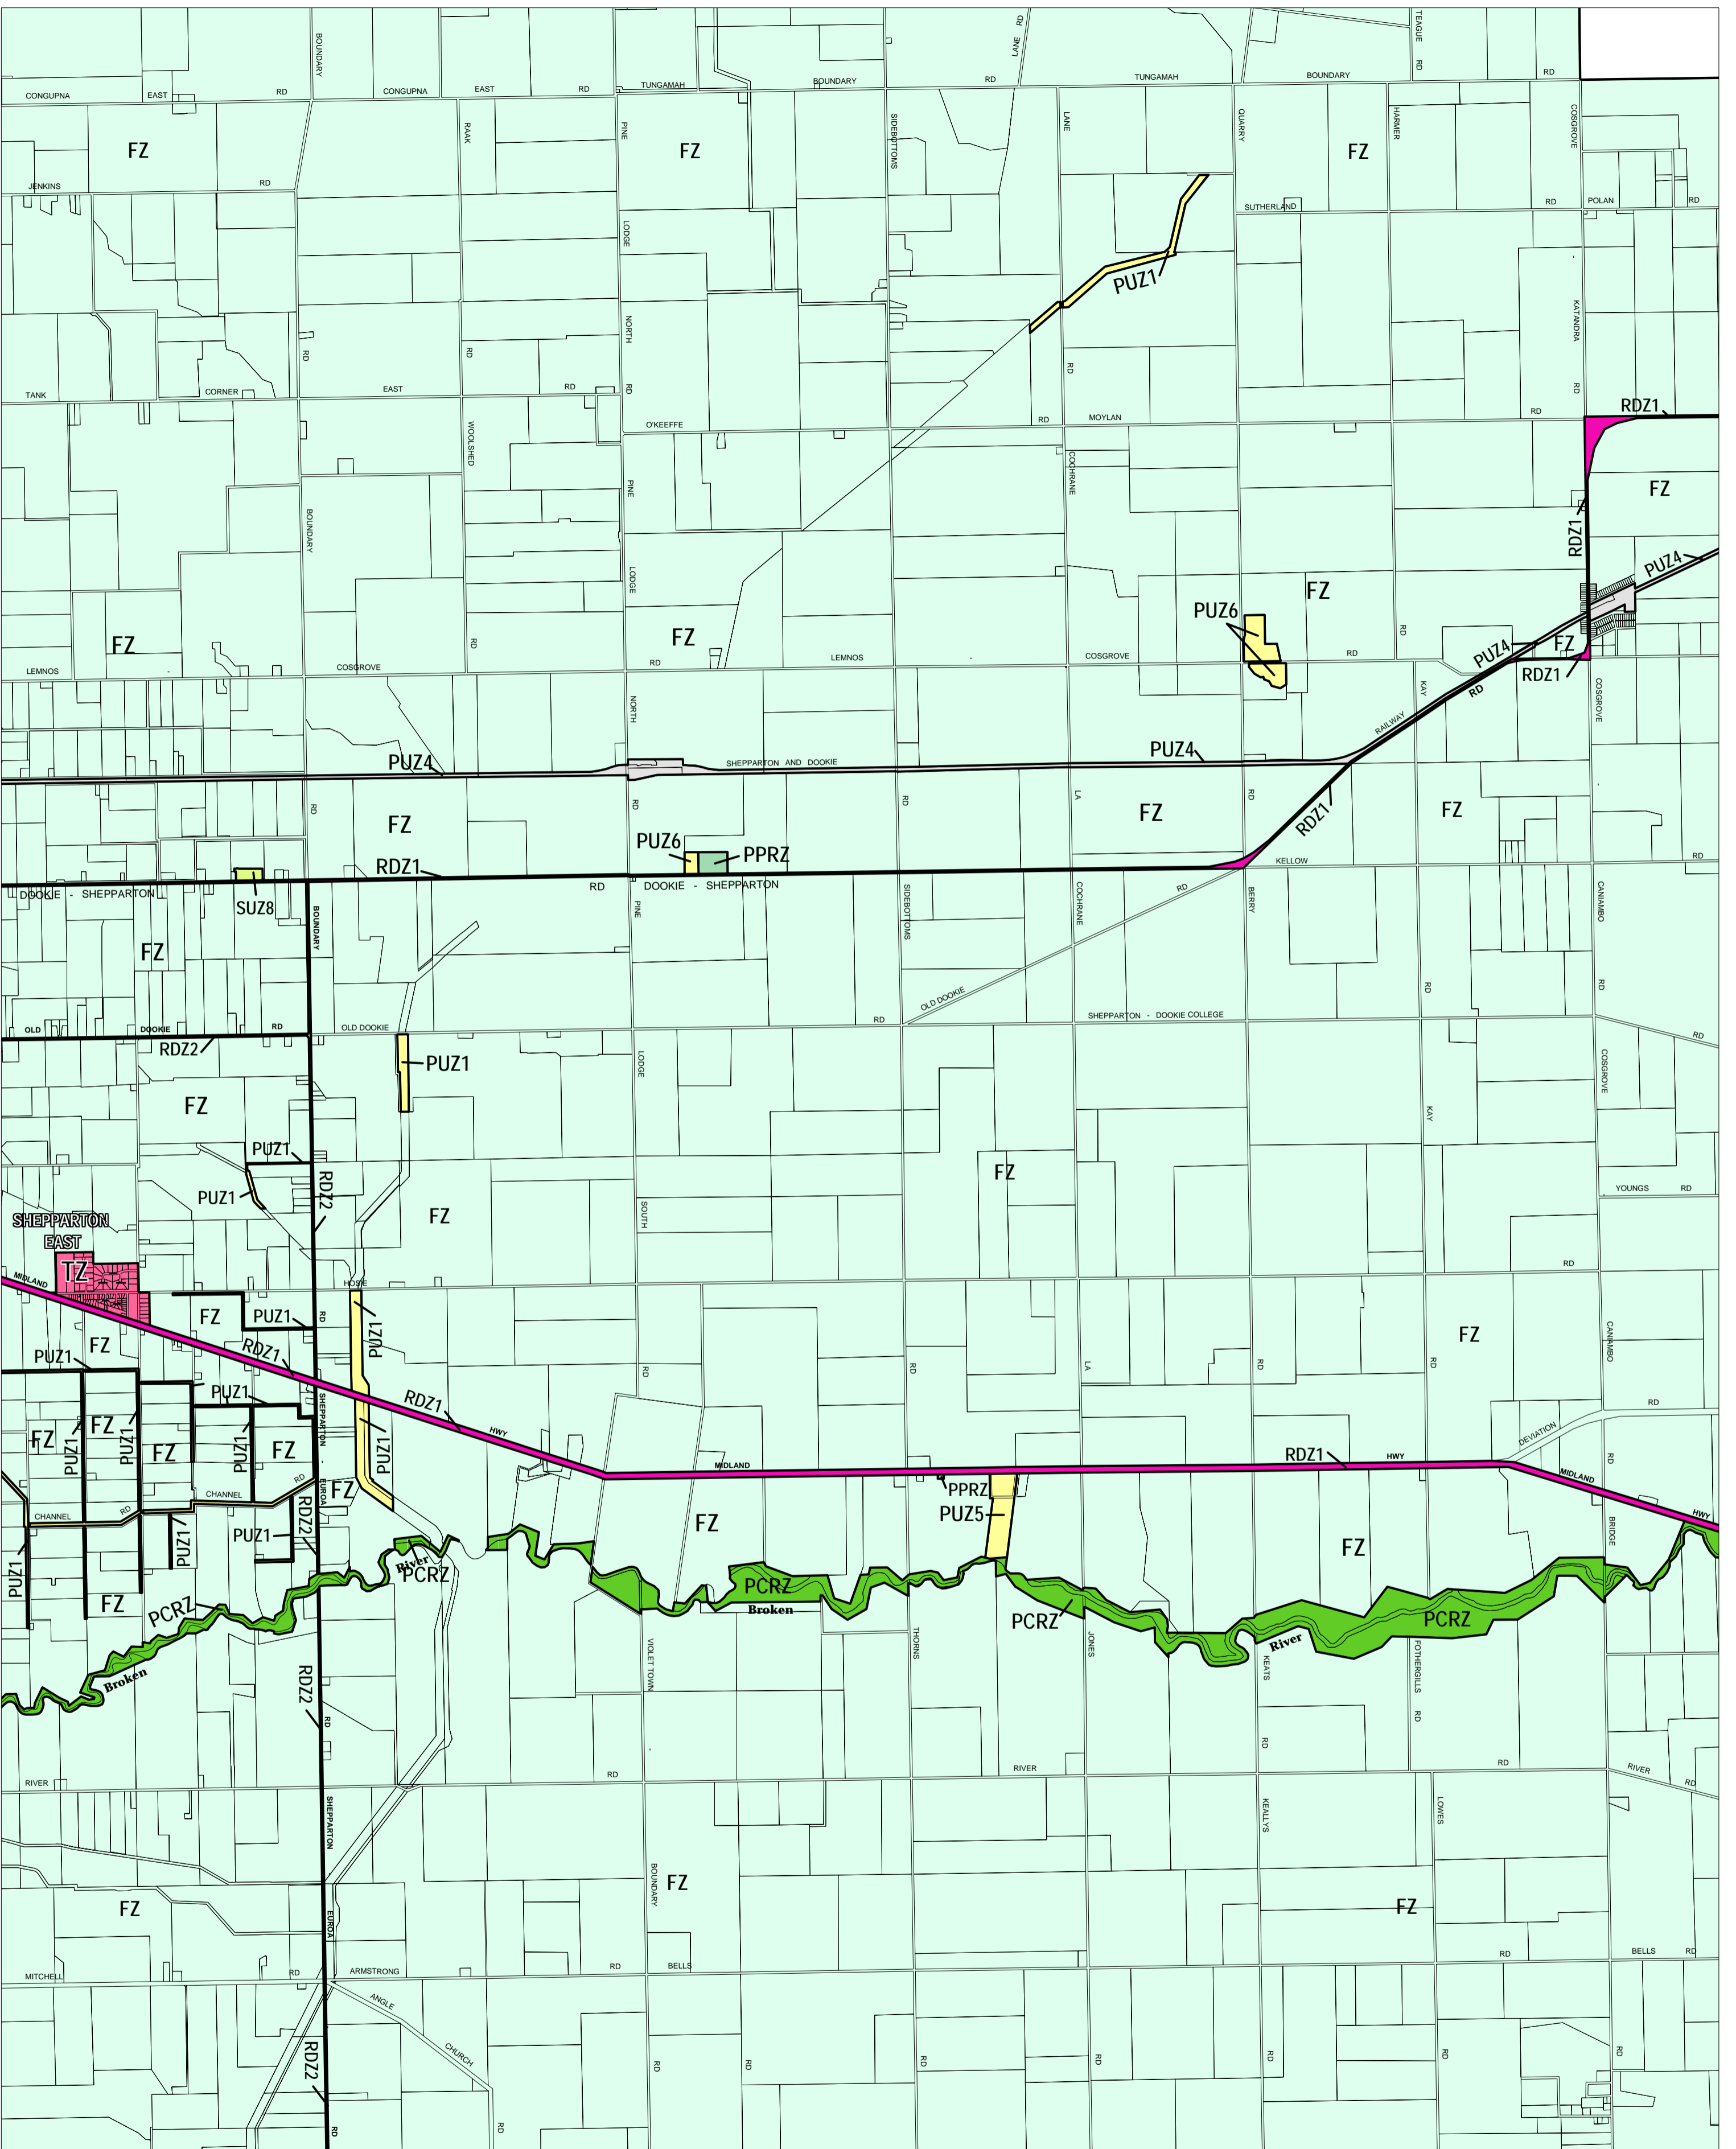 BOUNDARY
LANE RD
TEAGUE RD
CONGUPNA EAST RD
CONGUPNA EAST RD
TUNGAMAH BOUNDARY RD
TUNGAMAH BOUNDARY RD
RAAK
PINE
SIDEBOTTOMS
LANE
QUARRY
HARMER
COSGROVE
FZ
FZ
FZ
JENKINS RD
SUTHERLAND RD
POLAN RD
LODGE
PUZ1
NORTH
KATANDRA
RD
RD
RD
RD
RD
TANK CORNER
EAST RD
O'KEEFFE RD
MOYLAN RD
RDZ1
WOOLSHED
COCHRANE
PINE
FZ
BOUNDARY
RDZ1
PUZ4
LODGE
FZ
PUZ6
RD
FZ
FZ
RD
FZ
LEMNOS
COSGROVE RD
LEMNOS
COSGROVE RD
PUZ4
RDZ1
RD
KAY
COSGROVE
NORTH
RAILWAY
PUZ4
SHEPPARTON AND DOOKIE
PUZ4
RD
RD
RD
LA
RD
FZ
FZ
FZ
RDZ1
PUZ6
PPRZ
RDZ1
KELLOW RD
DOOKIE - SHEPPARTON
RD
DOOKIE - SHEPPARTON
SUZ8
BOUNDARY
PINE
SIDEBOTTOMS
COCHRANE
RD
BERRY
CANIAMBO
FZ
RD
RD
OLD DOOKIE
OLD DOOKIE RD
OLD DOOKIE RD
SHEPPARTON - DOOKIE COLLEGE
RD
RDZ2
PUZ1
LODGE
COSGROVE
FZ
KAY
PUZ1
PUZ1
RDZ2
FZ
YOUNGS RD
SHEPPARTON
EAST
FZ
SOUTH
TZ
MIDLAND
HOSIE
RD
FZ
PUZ1
RD
PUZ1
FZ
CANIAMBO
FZ
RDZ1
PUZ1
RD
RD
LA
RD
RD
PUZ1
RDZ1
SHEPPARTON - EUROA
RD
FZ
FZ
PUZ1
PUZ1
FZ
PUZ1
FZ
PUZ1
HWY
MIDLAND
RDZ1
HWY
DEVIATION
RD
MIDLAND
RD
FZ
CHANNEL
RDZ2
PPRZ
PUZ5
HWY
CHANNEL
RD
PUZ1
PUZ1
FZ
FZ
BRIDGE
PUZ1
River
PCRZ
PCRZ
Broken
FZ
PCRZ
PCRZ
PCRZ
River
Broken
RDZ2
VIOLET TOWN
THORNS
JONES
KEATS
FOTHERGILLS
RD
RD
RD
RIVER
RD
RIVER
RD
RIVER RD
SHEPPARTON
KEALLYS
LOWES
BOUNDARY
FZ
FZ
FZ
EUROA
MITCHELL RD
ARMSTRONG RD
BELLS
RD
BELLS RD
ANGLE
CHURCH
RDZ2
RD
RD
RD
RD
RD
RD
RD
RD
RD